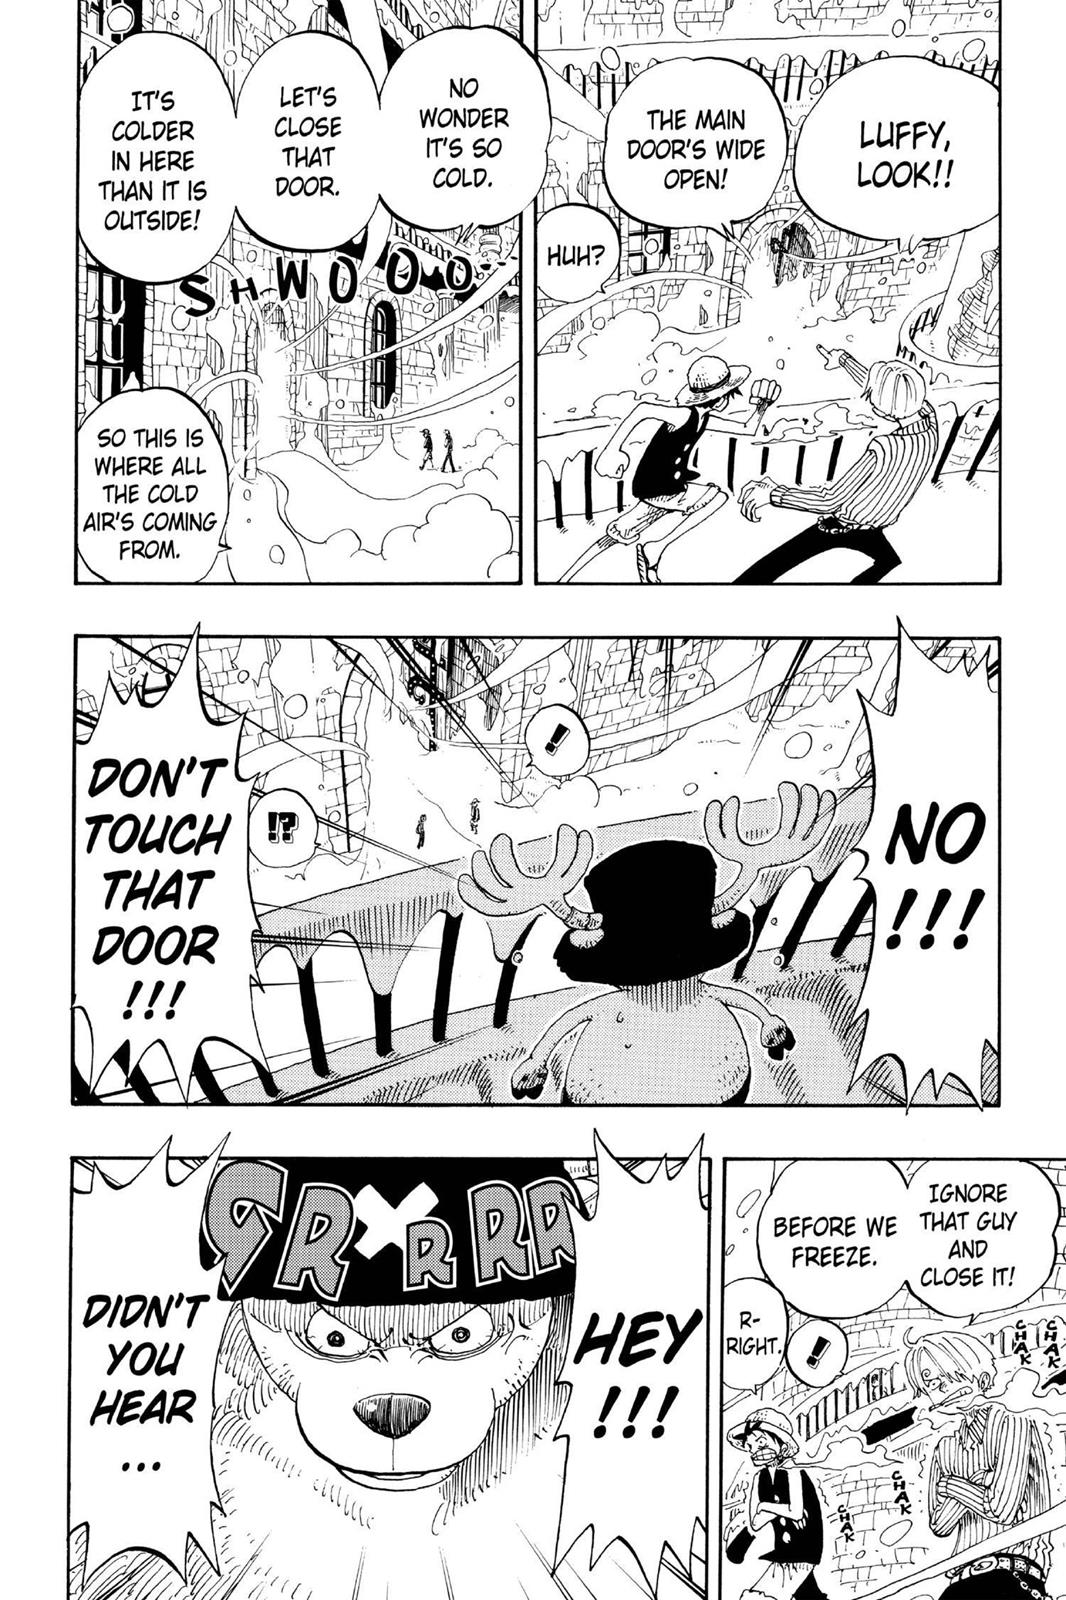 LUFFY,
LOOK!!
THE MAIN
DOOR'S WIDE
OPEN!
HUH?
NO
WONDER
IT'S SO
COLD.
LET'S
CLOSE
THAT
DOOR.
IT'S
COLDER
IN HERE
THAN IT IS
OUTSIDE!
SHWOOO
SO THIS IS
WHERE ALL
THE COLD
AIR'S COMING
FROM.
NO
!!!
!
!?
DON'T
TOUCH
THAT
DOOR
!!!
IGNORE
THAT GUY
AND
CLOSE IT!
BEFORE WE
FREEZE.
R-
RIGHT.
!
CHAK
CHAK
CHAK
CHAK
HEY
!!!
GRRRRR
DIDN'T
YOU
HEAR
...